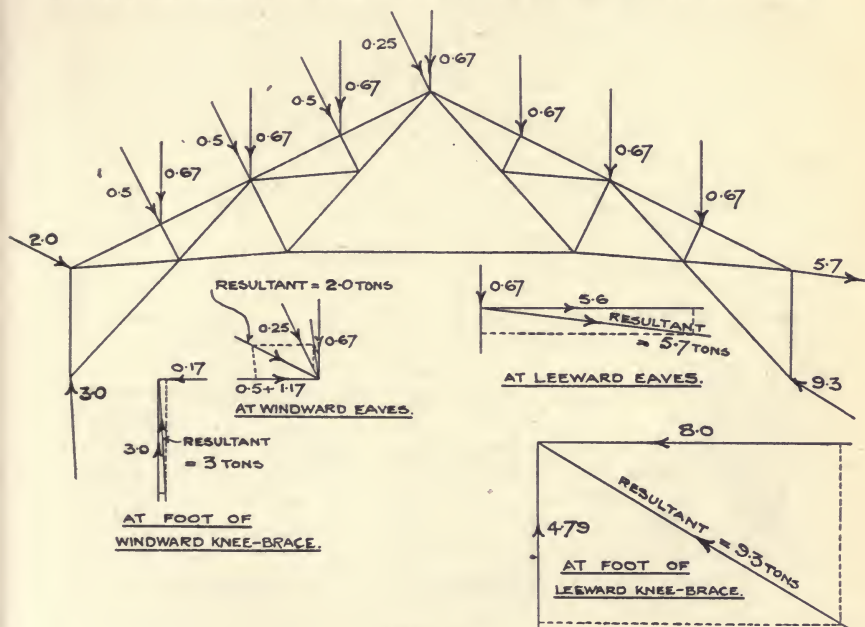 0.25
0.67
0.5
0.67
0.67
0.5
0.67
0.67
0.5
0.67
0.67
2.0
5.7
RESULTANT = 2.0 TONS
0.25
0.67
0.5 + 1.17
AT WINDWARD EAVES.
0.67
5.6
RESULTANT
= 5.7 TONS
AT LEEWARD EAVES.
9.3
3.0
0.17
3.0
RESULTANT
= 3 TONS
AT FOOT OF
WINDWARD KNEE-BRACE.
8.0
4.79
RESULTANT = 9.3 TONS
AT FOOT OF
LEEWARD KNEE-BRACE.